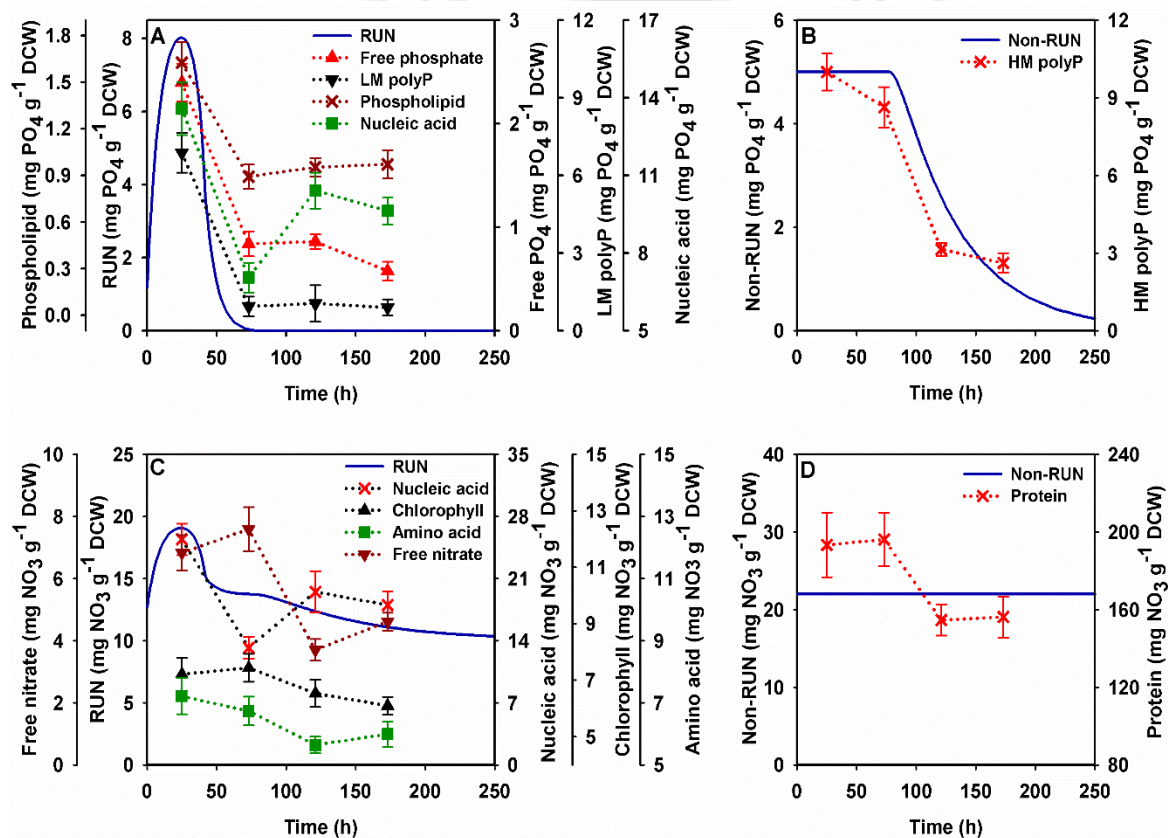 A
RUN
Free phosphate
LM polyP
Phospholipid
Nucleic acid
Phospholipid (mg PO4 g-1 DCW)
1.8
1.5
1.2
0.9
0.6
0.3
0.0
RUN (mg PO4 g-1 DCW)
8
6
4
2
0
Free PO4 (mg PO4 g-1 DCW)
3
2
1
0
LM polyP (mg PO4 g-1 DCW)
12
9
6
3
0
Nucleic acid (mg PO4 g-1 DCW)
17
14
11
8
5
0 50 100 150 200 250
Time (h)
B
Non-RUN
HM polyP
Non-RUN (mg PO4 g-1 DCW)
6
4
2
0
HM polyP (mg PO4 g-1 DCW)
12
9
6
3
0
0 50 100 150 200 250
Time (h)
C
RUN
Nucleic acid
Chlorophyll
Amino acid
Free nitrate
Free nitrate (mg NO3 g-1 DCW)
10
8
6
4
2
0
RUN (mg NO3 g-1 DCW)
25
20
15
10
5
0
Nucleic acid (mg NO3 g-1 DCW)
35
28
21
14
7
0
Chlorophyll (mg NO3 g-1 DCW)
15
13
11
9
7
5
Amino acid (mg NO3 g-1 DCW)
15
13
11
9
7
5
0 50 100 150 200 250
Time (h)
D
Non-RUN
Protein
Non-RUN (mg NO3 g-1 DCW)
40
30
20
10
0
Protein (mg NO3 g-1 DCW)
240
200
160
120
80
0 50 100 150 200 250
Time (h)